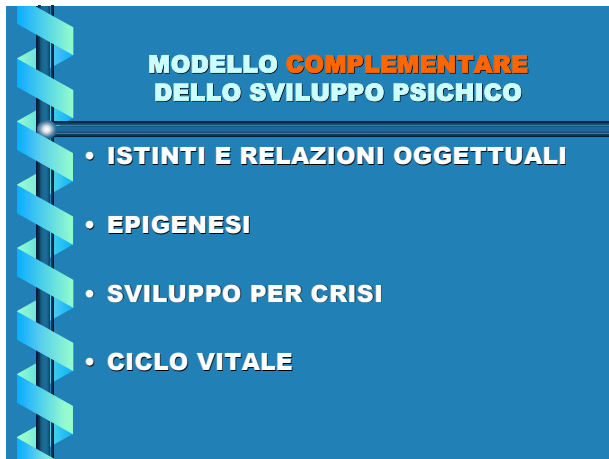 MODELLO COMPLEMENTARE
DELLO SVILUPPO PSICHICO
• ISTINTI E RELAZIONI OGGETTUALI
• EPIGENESI
• SVILUPPO PER CRISI
• CICLO VITALE